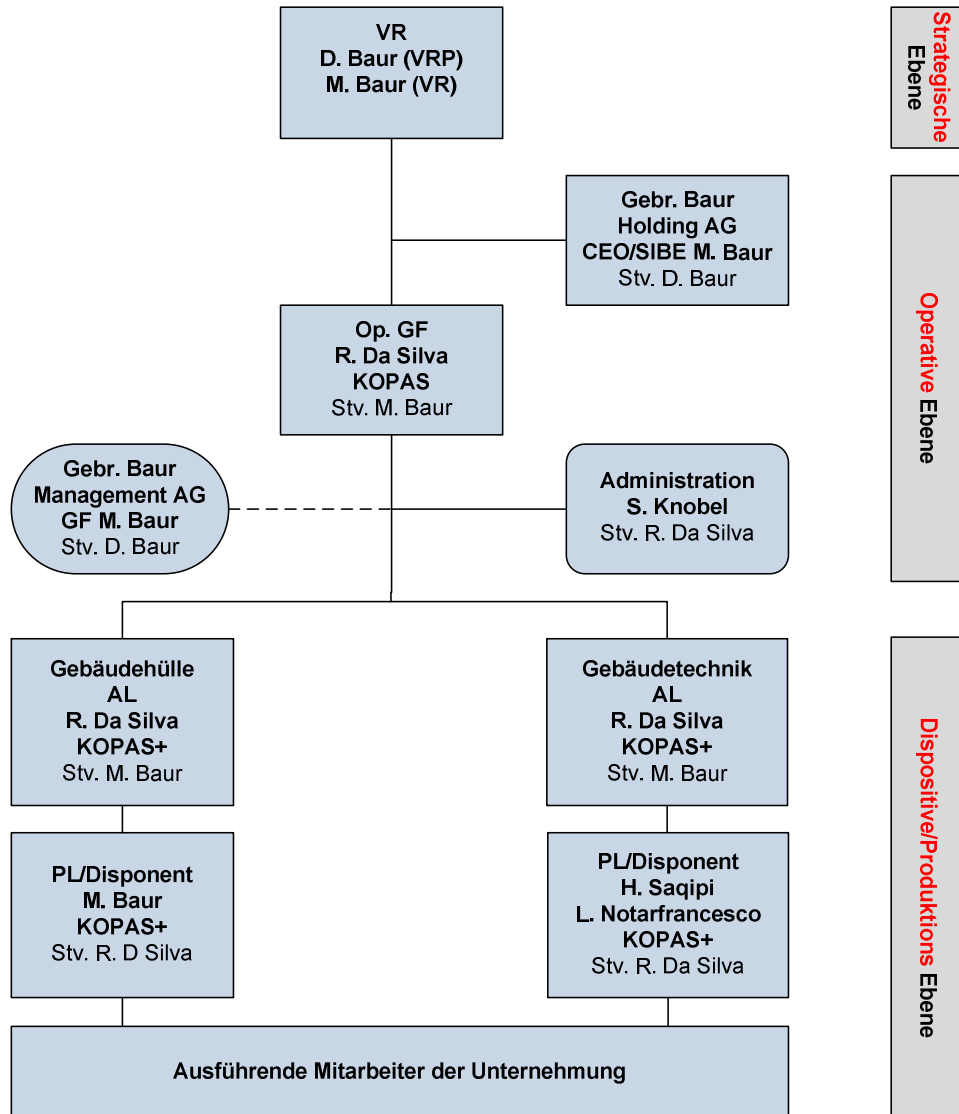 VR
D. Baur (VRP)
M. Baur (VR)
Strategische
Ebene
Gebr. Baur
Holding AG
CEO/SIBE M. Baur
Stv. D. Baur
Op. GF
R. Da Silva
KOPAS
Stv. M. Baur
Operative Ebene
Gebr. Baur
Management AG
GF M. Baur
Stv. D. Baur
Administration
S. Knobel
Stv. R. Da Silva
Gebäudehülle
AL
R. Da Silva
KOPAS+
Stv. M. Baur
Gebäudetechnik
AL
R. Da Silva
KOPAS+
Stv. M. Baur
Dispositive/Produktions Ebene
PL/Disponent
M. Baur
KOPAS+
Stv. R. D Silva
PL/Disponent
H. Saqipi
L. Notarfrancesco
KOPAS+
Stv. R. Da Silva
Ausführende Mitarbeiter der Unternehmung